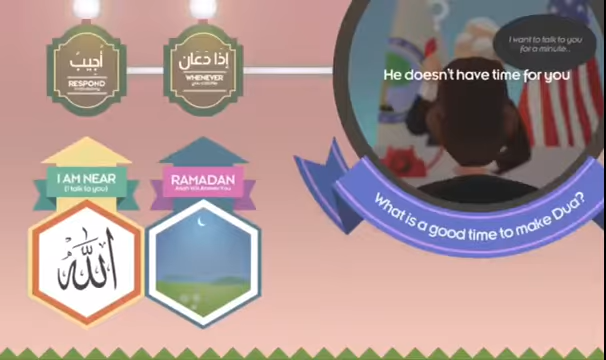 أُجِيبُ
RESPOND
إِذَا دَعَانِ
WHENEVER
I want to talk to you
for a minute...
He doesn't have time for you
I AM NEAR
(I talk to you)
RAMADAN
الله
What is a good time to make Dua?